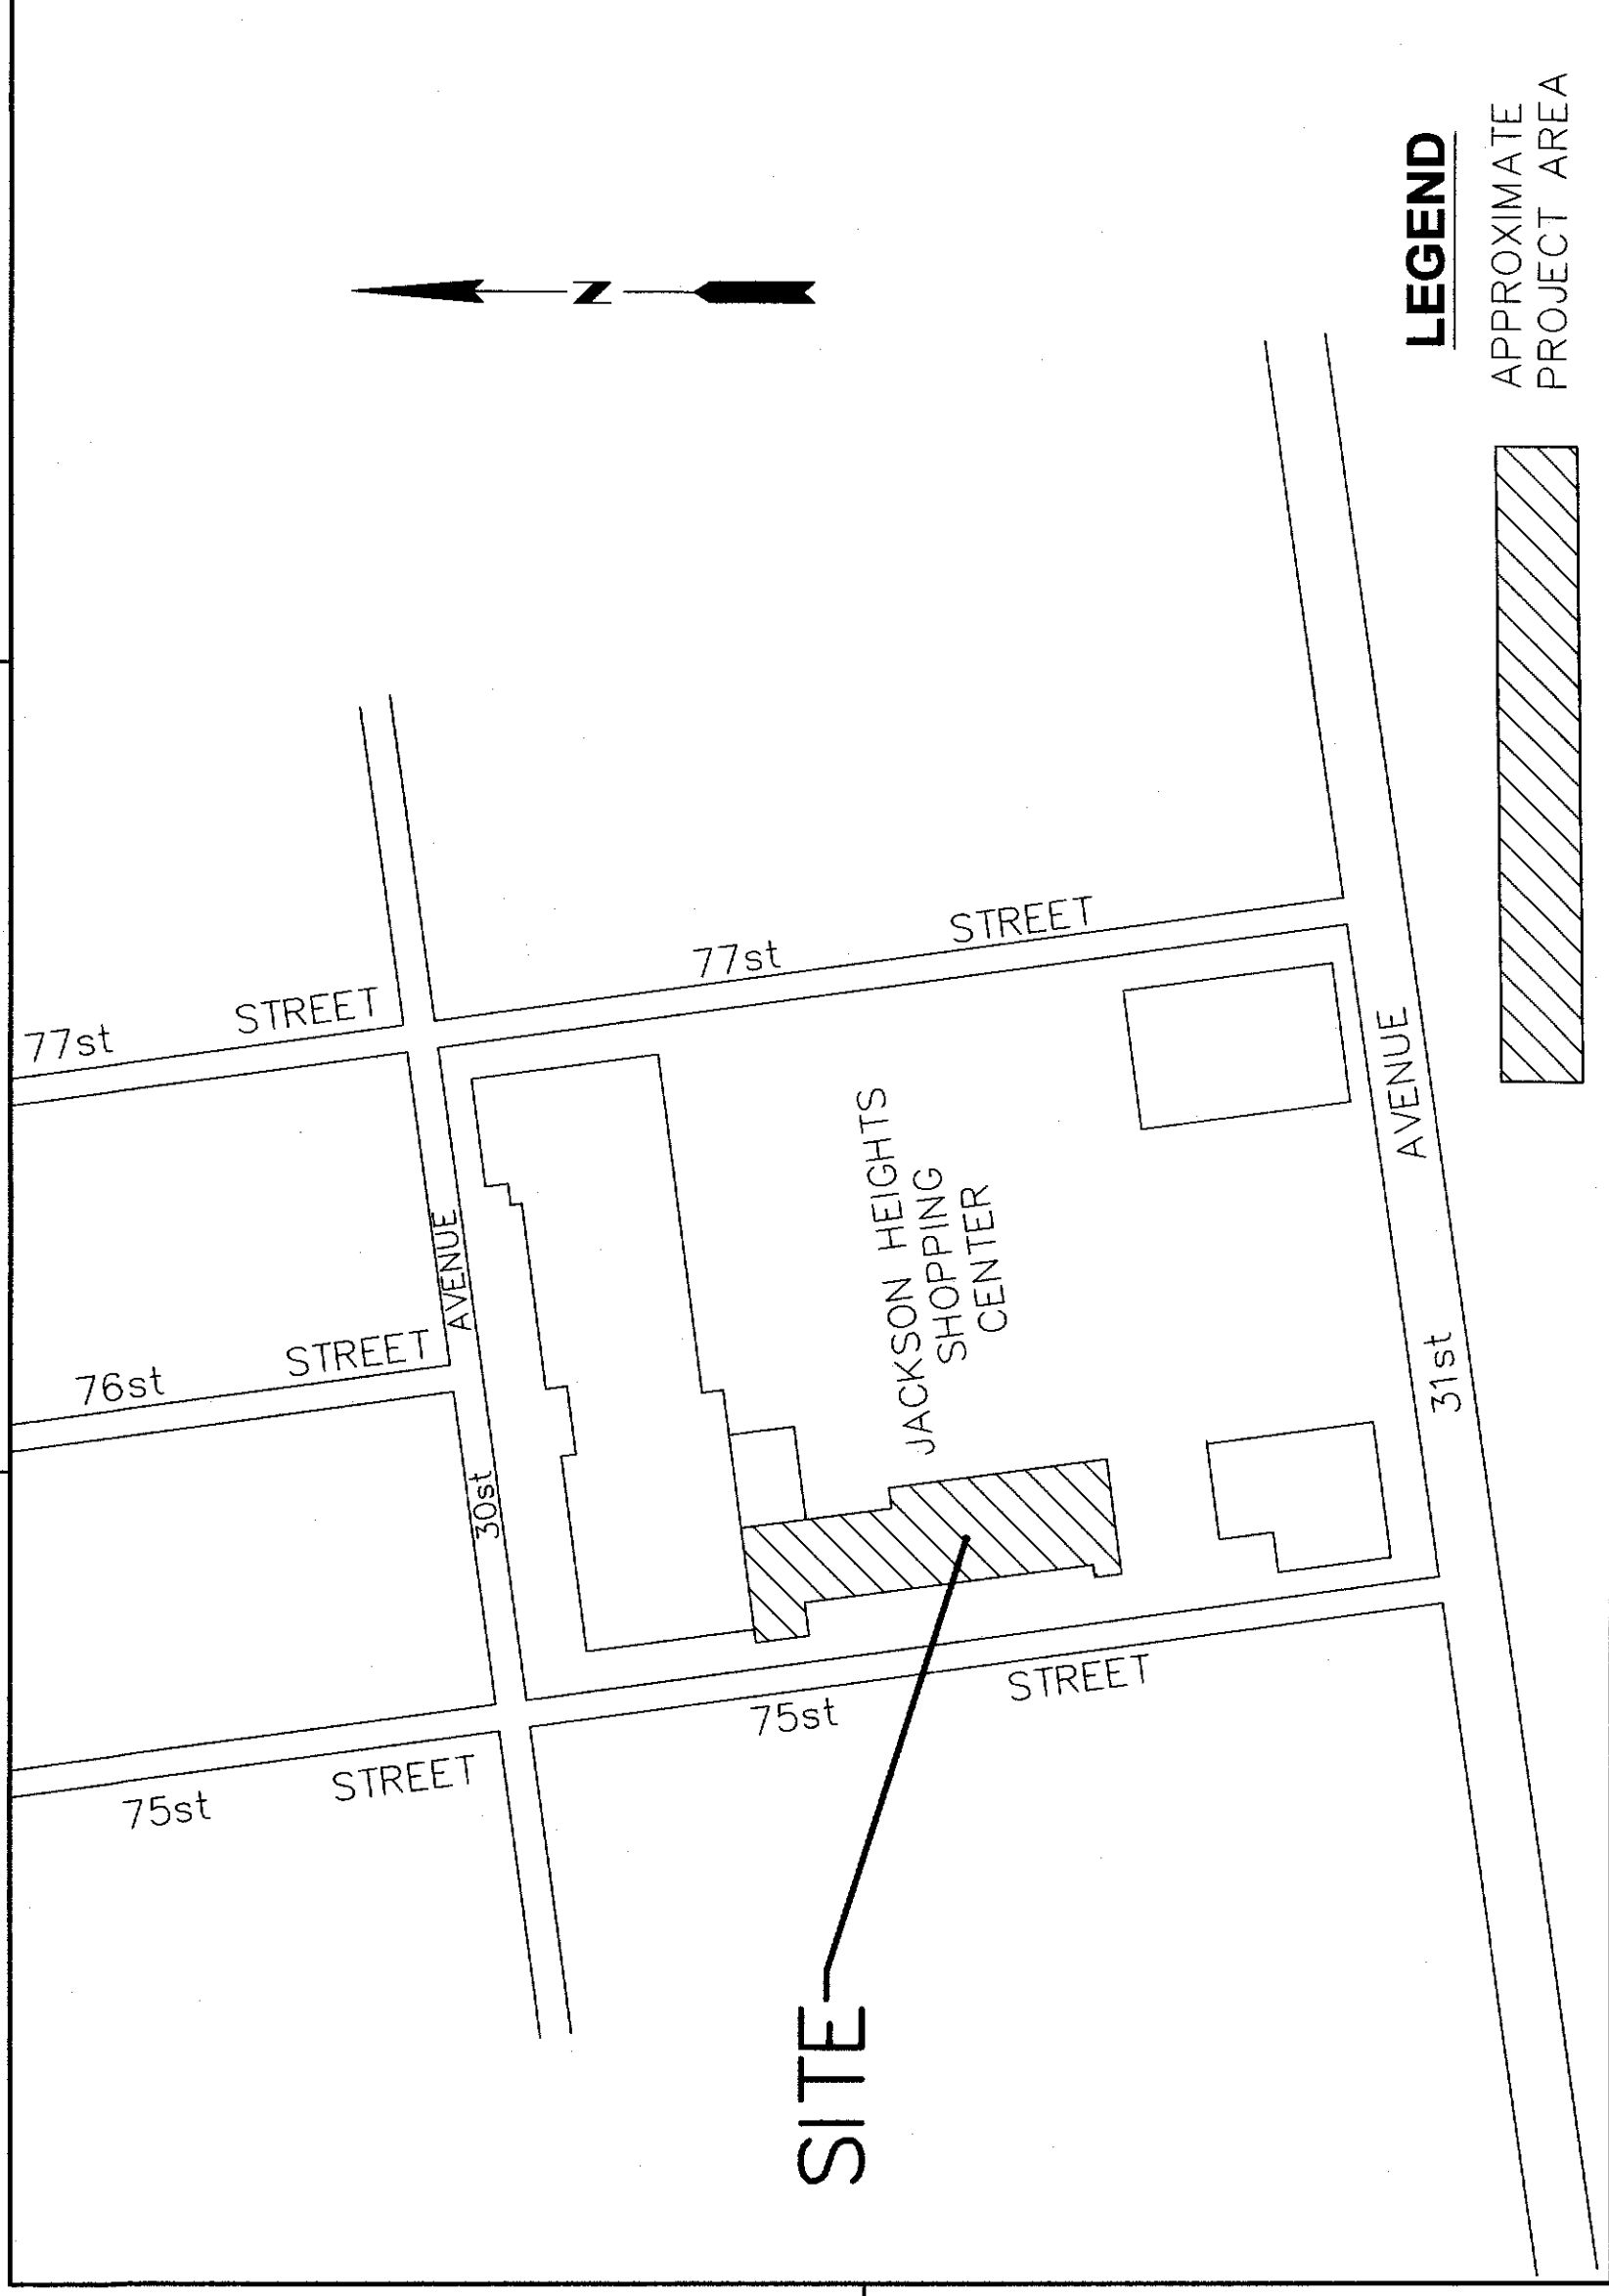 75st
STREET
76st
STREET
77st
STREET
30st AVENUE
N
75st
STREET
77st
STREET
SITE
JACKSON HEIGHTS
SHOPPING
CENTER
31st AVENUE
LEGEND
APPROXIMATE
PROJECT AREA